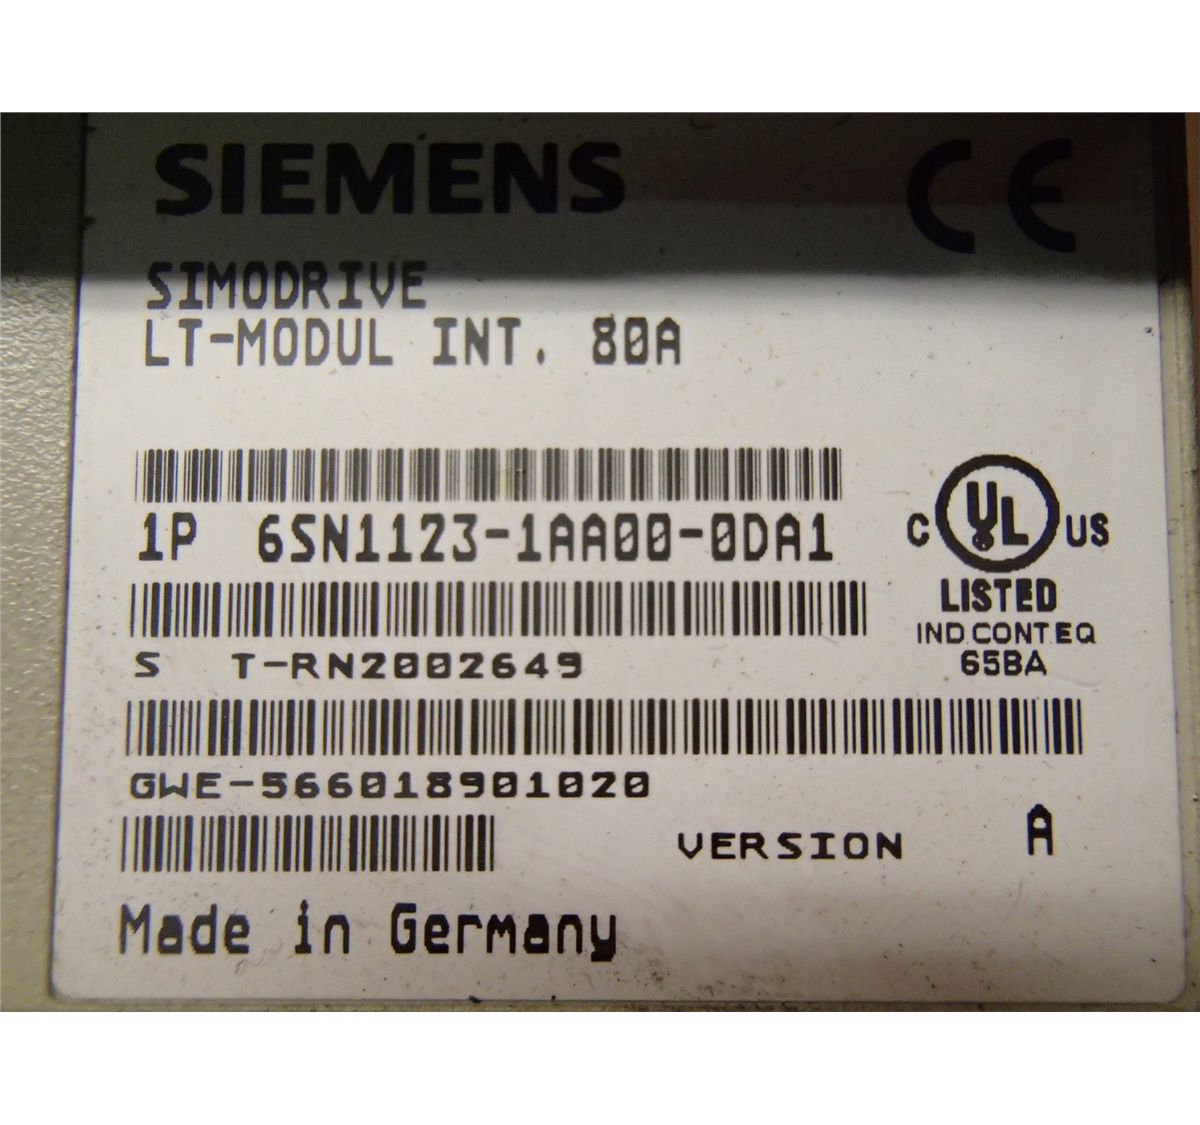 SIEMENS CE
SIMODRIVE
LT-MODUL INT. 80A
1P 6SN1123-1AA00-0DA1
C UL US
LISTED
IND.CONT.EQ
65BA
S T-RN2002649
GWE-566018901020
VERSION A
Made in Germany